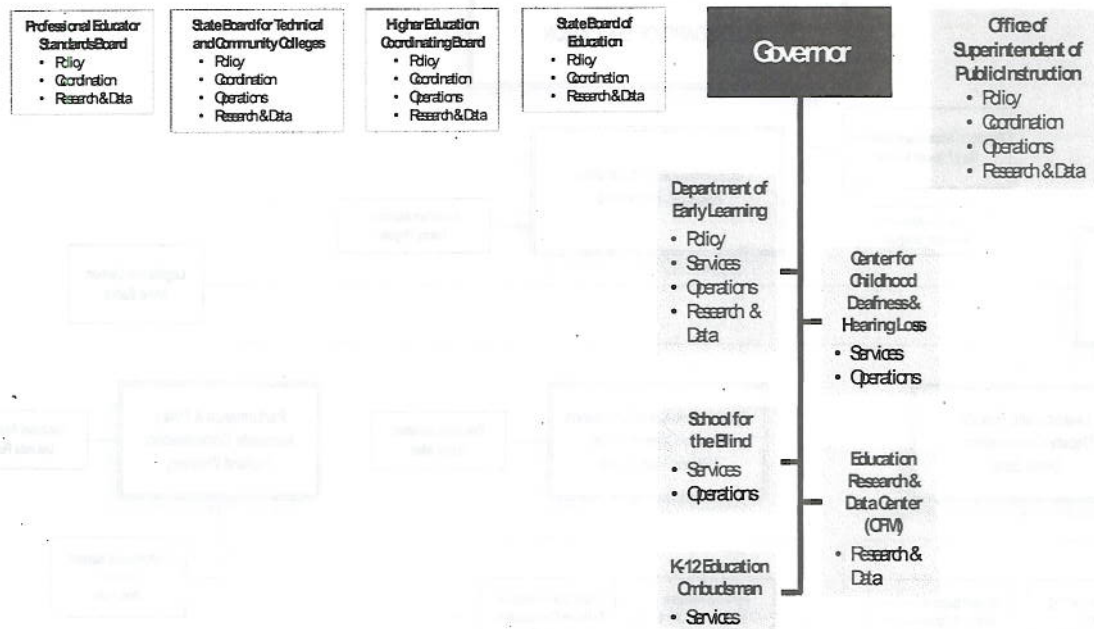 Professional Educator
Standards Board
• Policy
• Coordination
• Research & Data
State Board for Technical
and Community Colleges
• Policy
• Coordination
• Operations
• Research & Data
Higher Education
Coordinating Board
• Policy
• Coordination
• Operations
• Research & Data
State Board of
Education
• Policy
• Coordination
• Research & Data
Governor
Office of
Superintendent of
Public Instruction
• Policy
• Coordination
• Operations
• Research & Data
Department of
Early Learning
• Policy
• Services
• Operations
• Research &
Data
Center for
Childhood
Deafness &
Hearing Loss
• Services
• Operations
School for
the Blind
• Services
• Operations
Education
Research &
Data Center
(OFM)
• Research &
Data
K-12 Education
Ombudsman
• Services